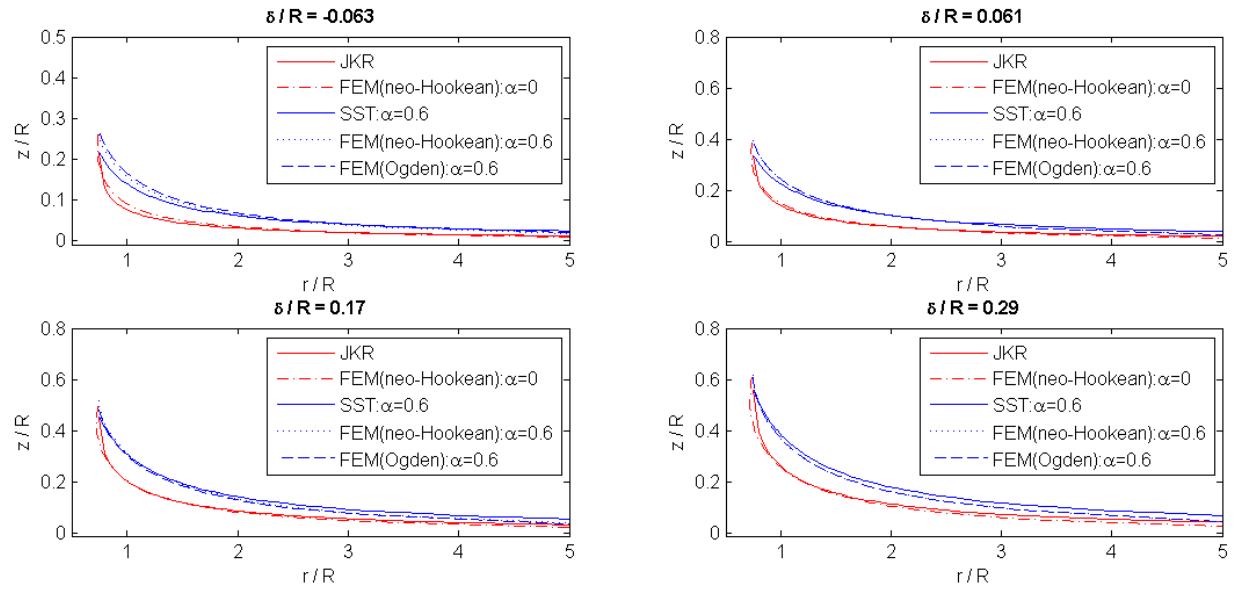 δ / R = -0.063
0.5
0.4
0.3
0.2
0.1
0
z / R
JKR
FEM(neo-Hookean):α=0
SST:α=0.6
FEM(neo-Hookean):α=0.6
FEM(Ogden):α=0.6
1 2 3 4 5
r / R
δ / R = 0.061
0.8
0.6
0.4
0.2
0
z / R
JKR
FEM(neo-Hookean):α=0
SST:α=0.6
FEM(neo-Hookean):α=0.6
FEM(Ogden):α=0.6
1 2 3 4 5
r / R
δ / R = 0.17
0.8
0.6
0.4
0.2
0
z / R
JKR
FEM(neo-Hookean):α=0
SST:α=0.6
FEM(neo-Hookean):α=0.6
FEM(Ogden):α=0.6
1 2 3 4 5
r / R
δ / R = 0.29
0.8
0.6
0.4
0.2
0
z / R
JKR
FEM(neo-Hookean):α=0
SST:α=0.6
FEM(neo-Hookean):α=0.6
FEM(Ogden):α=0.6
1 2 3 4 5
r / R